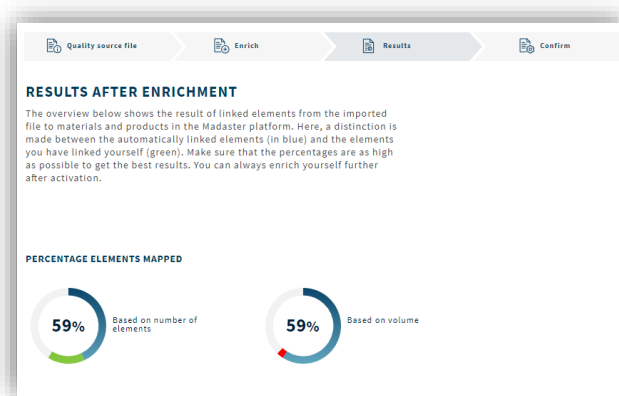 Quality source file
Enrich
Results
Confirm
RESULTS AFTER ENRICHMENT
The overview below shows the result of linked elements from the imported
file to materials and products in the Madaster platform. Here, a distinction is
made between the automatically linked elements (in blue) and the elements
you have linked yourself (green). Make sure that the percentages are as high
as possible to get the best results. You can always enrich yourself further
after activation.
PERCENTAGE ELEMENTS MAPPED
59%
Based on number of
elements
59%
Based on volume